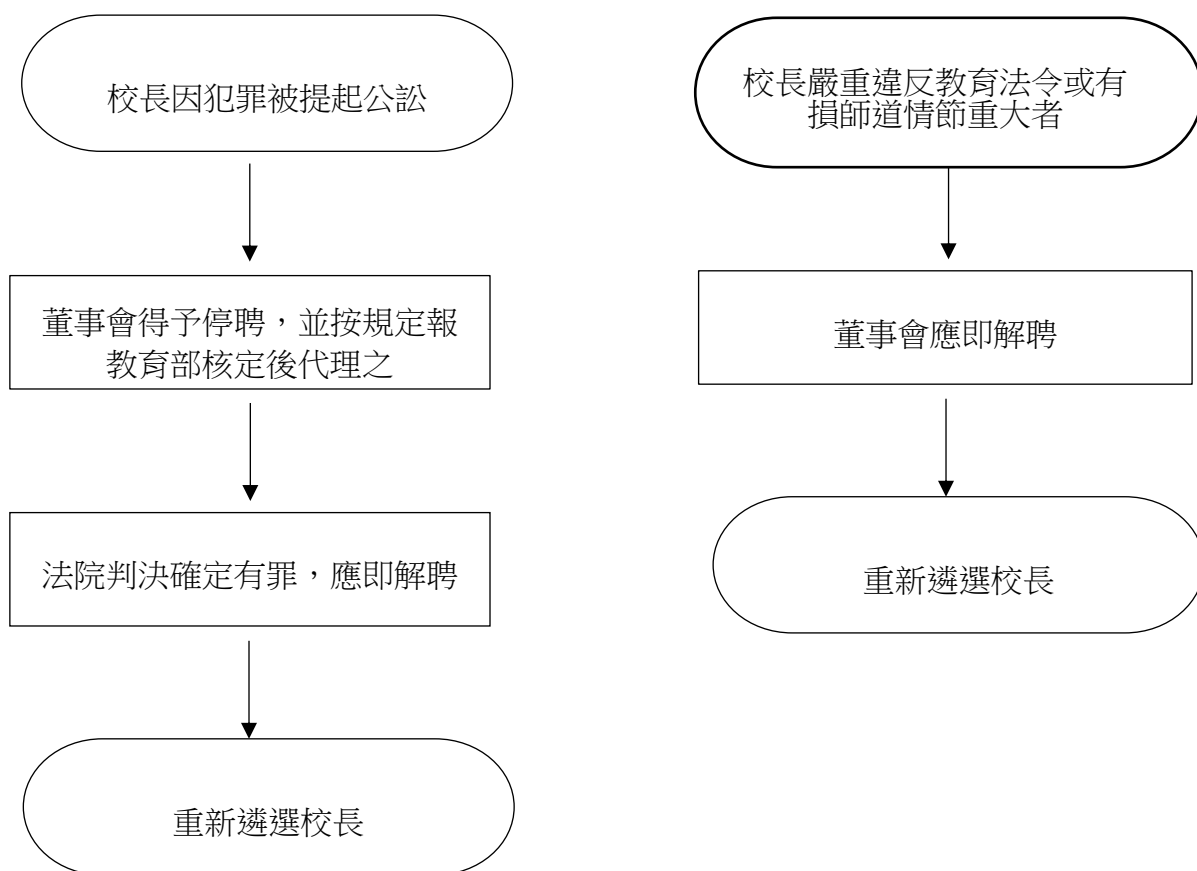 校長因犯罪被提起公訟
董事會得予停聘，並按規定報
教育部核定後代理之
法院判決確定有罪，應即解聘
重新遴選校長
校長嚴重違反教育法令或有
損師道情節重大者
董事會應即解聘
重新遴選校長